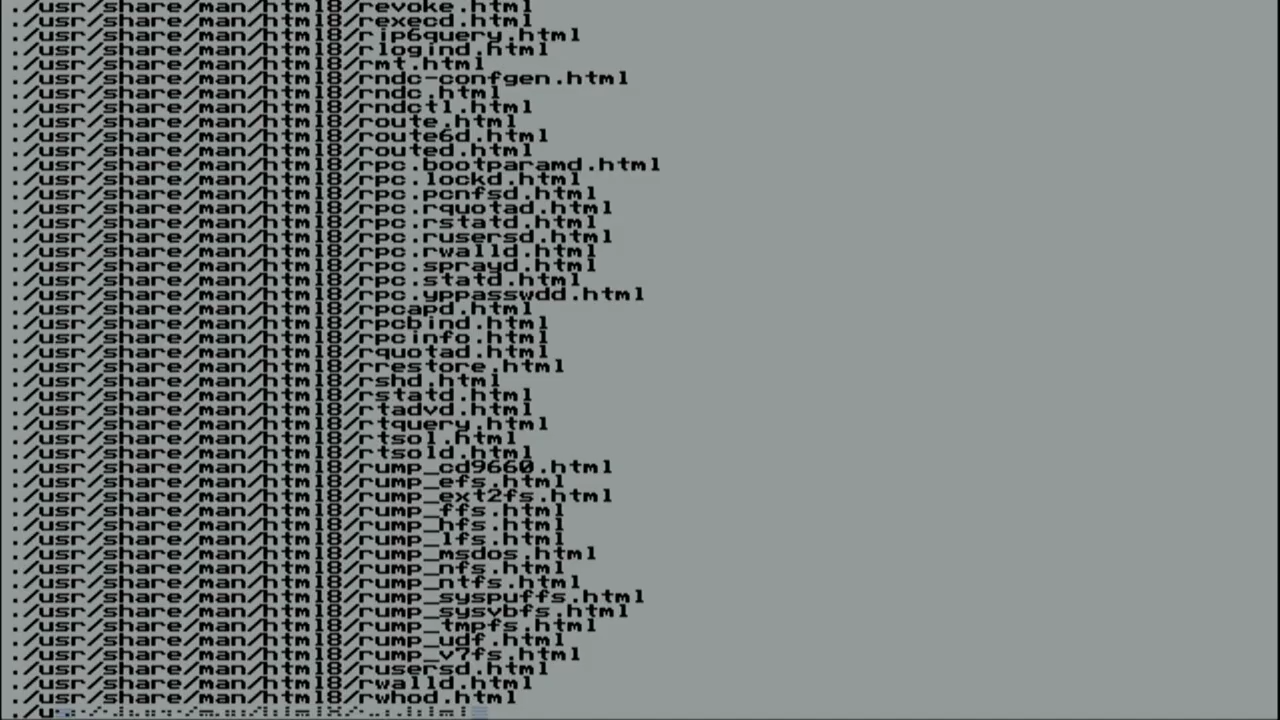 ./usr/share/man/html8/revoke.html
./usr/share/man/html8/rexecd.html
./usr/share/man/html8/rip6query.html
./usr/share/man/html8/rlogind.html
./usr/share/man/html8/rmt.html
./usr/share/man/html8/rndc-confgen.html
./usr/share/man/html8/rndc.html
./usr/share/man/html8/rndctl.html
./usr/share/man/html8/route.html
./usr/share/man/html8/route6d.html
./usr/share/man/html8/routed.html
./usr/share/man/html8/rpc.bootparamd.html
./usr/share/man/html8/rpc.lockd.html
./usr/share/man/html8/rpc.pcnfsd.html
./usr/share/man/html8/rpc.rquotad.html
./usr/share/man/html8/rpc.rstatd.html
./usr/share/man/html8/rpc.rusersd.html
./usr/share/man/html8/rpc.rwalld.html
./usr/share/man/html8/rpc.sprayd.html
./usr/share/man/html8/rpc.statd.html
./usr/share/man/html8/rpc.yppasswdd.html
./usr/share/man/html8/rpcapd.html
./usr/share/man/html8/rpcbind.html
./usr/share/man/html8/rpcinfo.html
./usr/share/man/html8/rquotad.html
./usr/share/man/html8/rrestore.html
./usr/share/man/html8/rshd.html
./usr/share/man/html8/rstatd.html
./usr/share/man/html8/rtadvd.html
./usr/share/man/html8/rtquery.html
./usr/share/man/html8/rtsol.html
./usr/share/man/html8/rtsold.html
./usr/share/man/html8/rump_cd9660.html
./usr/share/man/html8/rump_efs.html
./usr/share/man/html8/rump_ext2fs.html
./usr/share/man/html8/rump_ffs.html
./usr/share/man/html8/rump_hfs.html
./usr/share/man/html8/rump_lfs.html
./usr/share/man/html8/rump_msdos.html
./usr/share/man/html8/rump_nfs.html
./usr/share/man/html8/rump_ntfs.html
./usr/share/man/html8/rump_syspuffs.html
./usr/share/man/html8/rump_sysvbfs.html
./usr/share/man/html8/rump_tmpfs.html
./usr/share/man/html8/rump_udf.html
./usr/share/man/html8/rump_v7fs.html
./usr/share/man/html8/rusersd.html
./usr/share/man/html8/rwalld.html
./usr/share/man/html8/rwhod.html